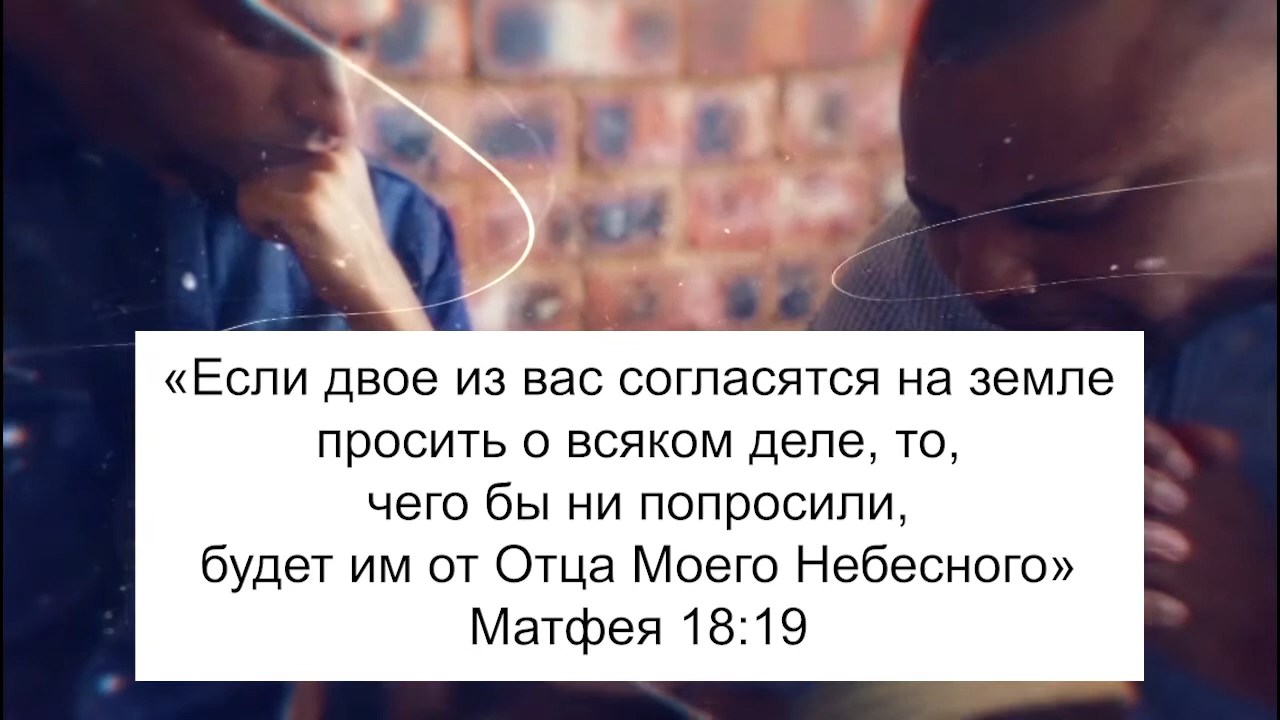 «Если двое из вас согласятся на земле
просить о всяком деле, то,
чего бы ни попросили,
будет им от Отца Моего Небесного»
Матфея 18:19